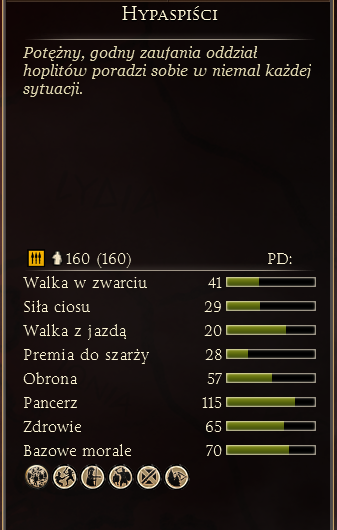 Hypaspiści
Potężny, godny zaufania oddział
hoplitów poradzi sobie w niemal każdej
sytuacji.
160 (160) PD:
Walka w zwarciu 41
Siła ciosu 29
Walka z jazdą 20
Premia do szarży 28
Obrona 57
Pancerz 115
Zdrowie 65
Bazowe morale 70